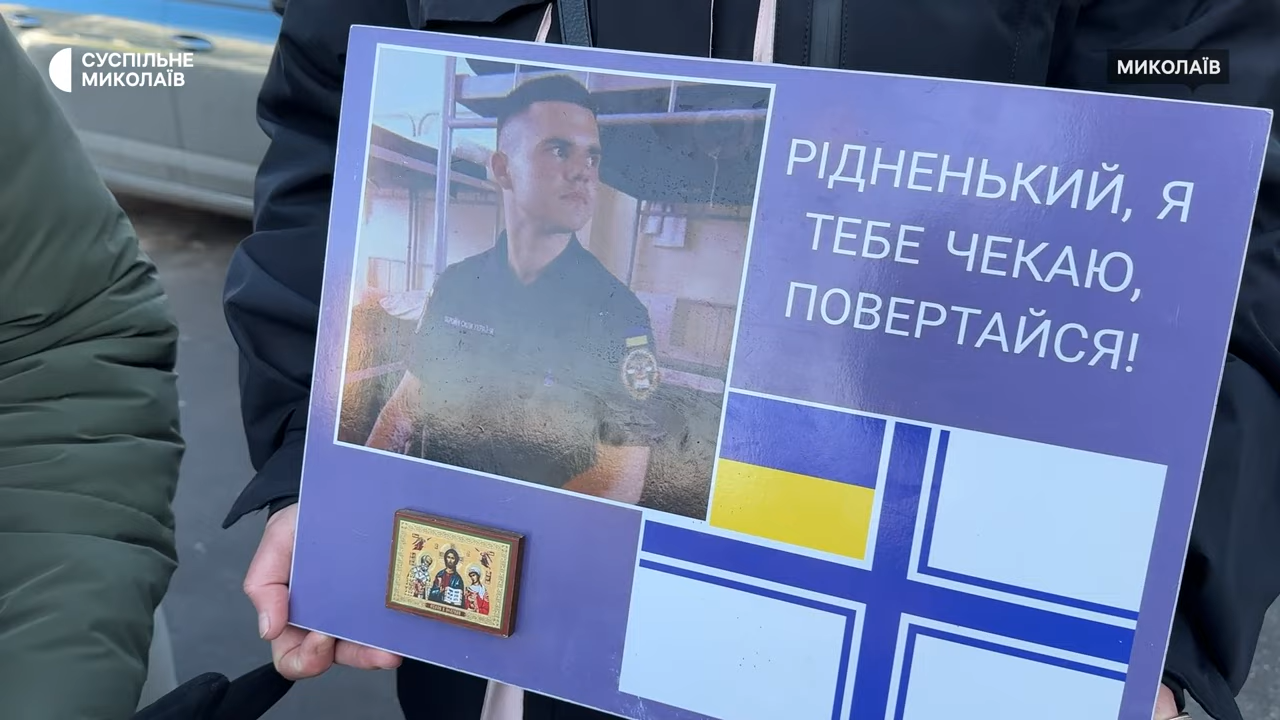 СУСПІЛЬНЕ
МИКОЛАЇВ
МИКОЛАЇВ
РІДНЕНЬКИЙ, Я
ТЕБЕ ЧЕКАЮ,
ПОВЕРТАЙСЯ!